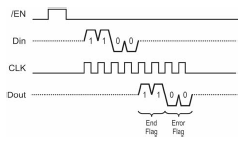 /EN
Din
1 1 0 0
CLK
Dout
1 1 0 0
End Flag
Error Flag